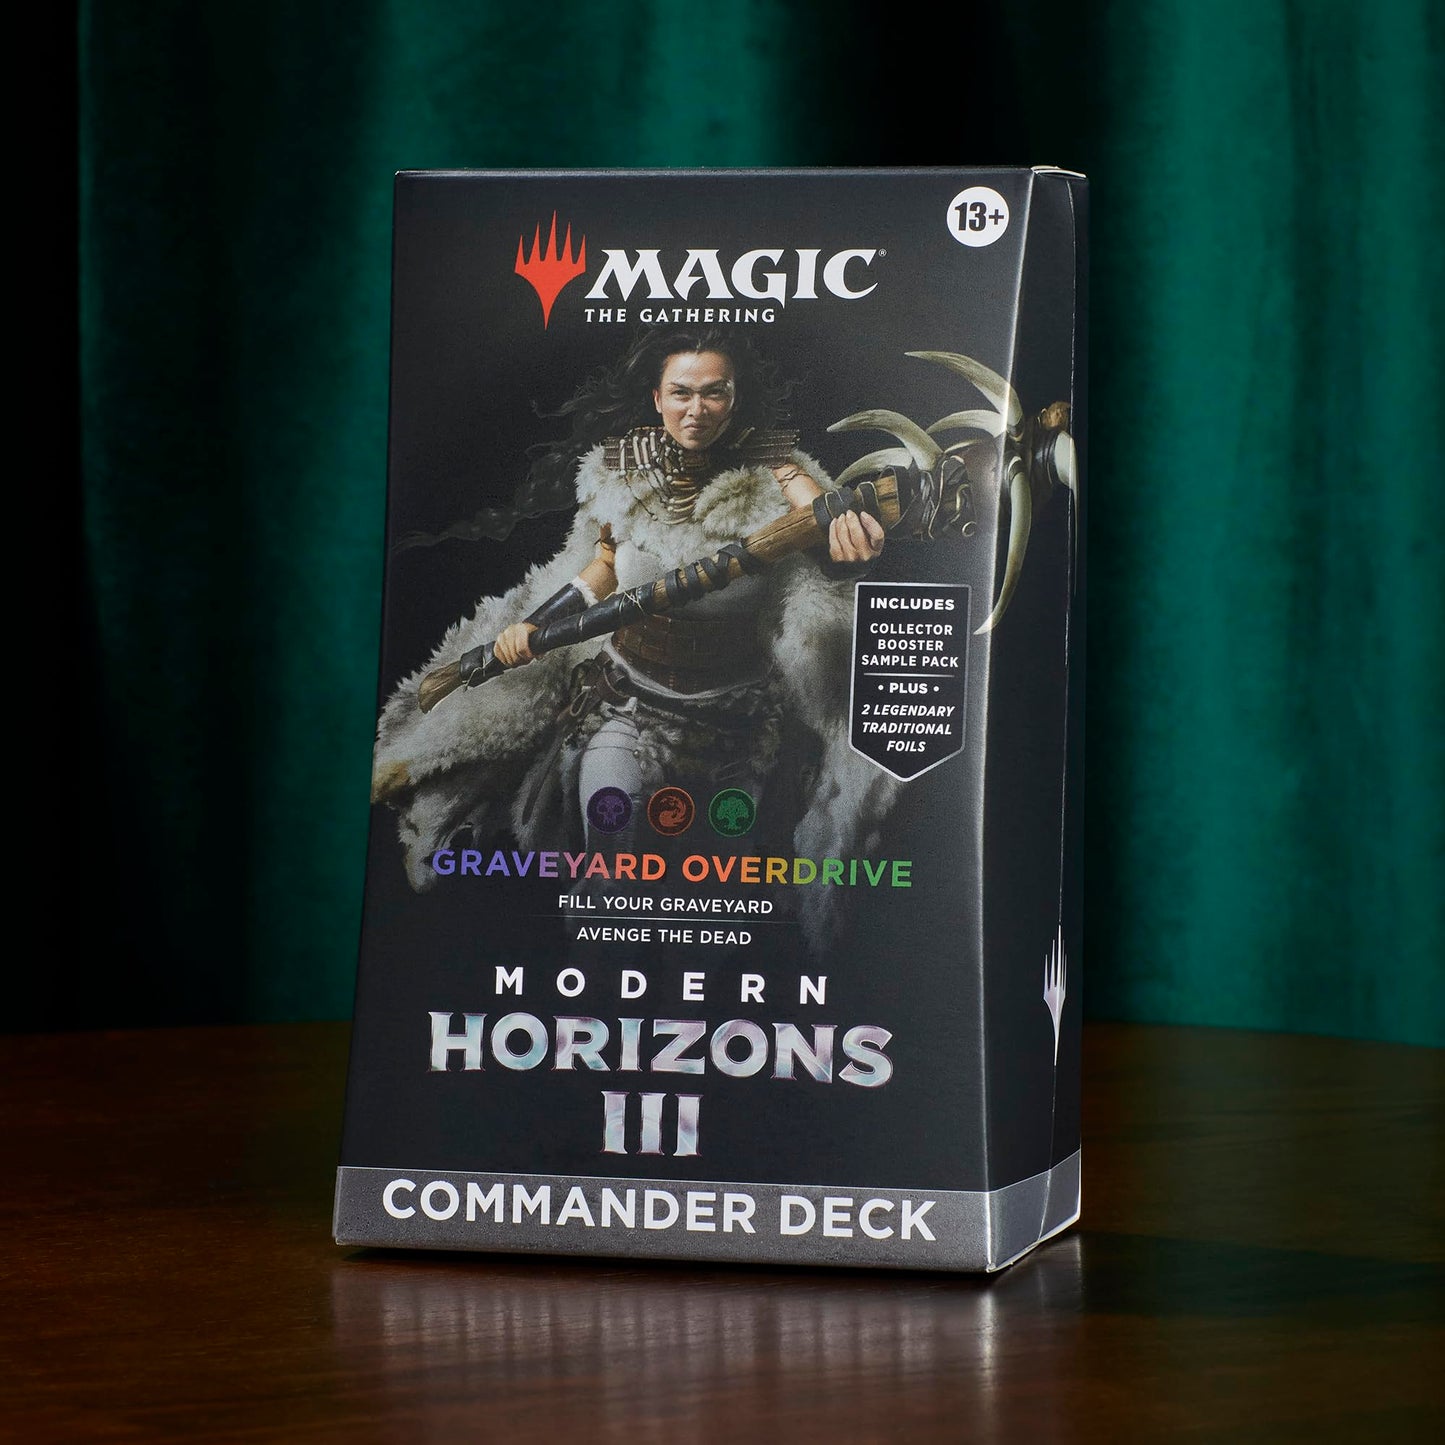 13+
MAGIC®
THE GATHERING
INCLUDES
COLLECTOR
BOOSTER
SAMPLE PACK
• PLUS •
2 LEGENDARY
TRADITIONAL
FOILS
GRAVEYARD OVERDRIVE
FILL YOUR GRAVEYARD
AVENGE THE DEAD
MODERN
HORIZONS
III
COMMANDER DECK